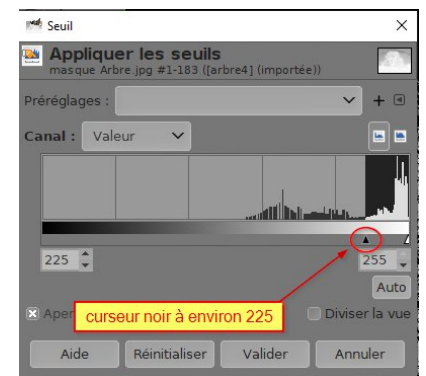 Seuil
Appliquer les seuils
masque Arbre.jpg #1-183 ([arbre4] (importée))
Préréglages :
Canal : Valeur
225 255
Auto
Aper
curseur noir à environ 225
Diviser la vue
Aide Réinitialiser Valider Annuler